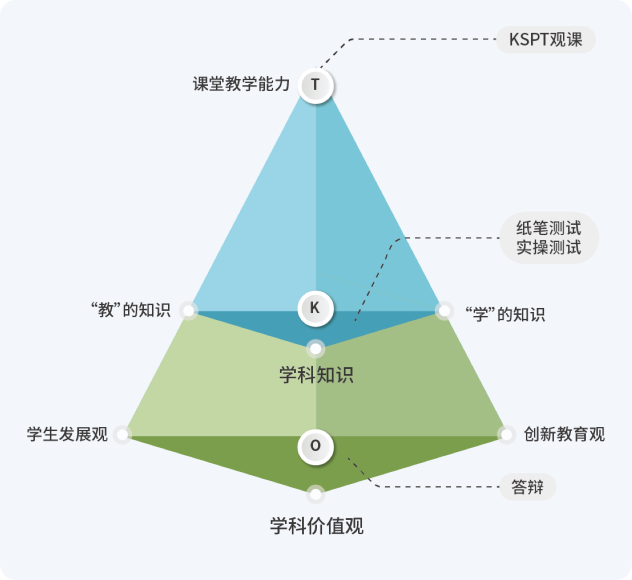 KSPT观课
课堂教学能力
T
纸笔测试
实操测试
“教”的知识
K
“学”的知识
学科知识
学生发展观
O
创新教育观
答辩
学科价值观